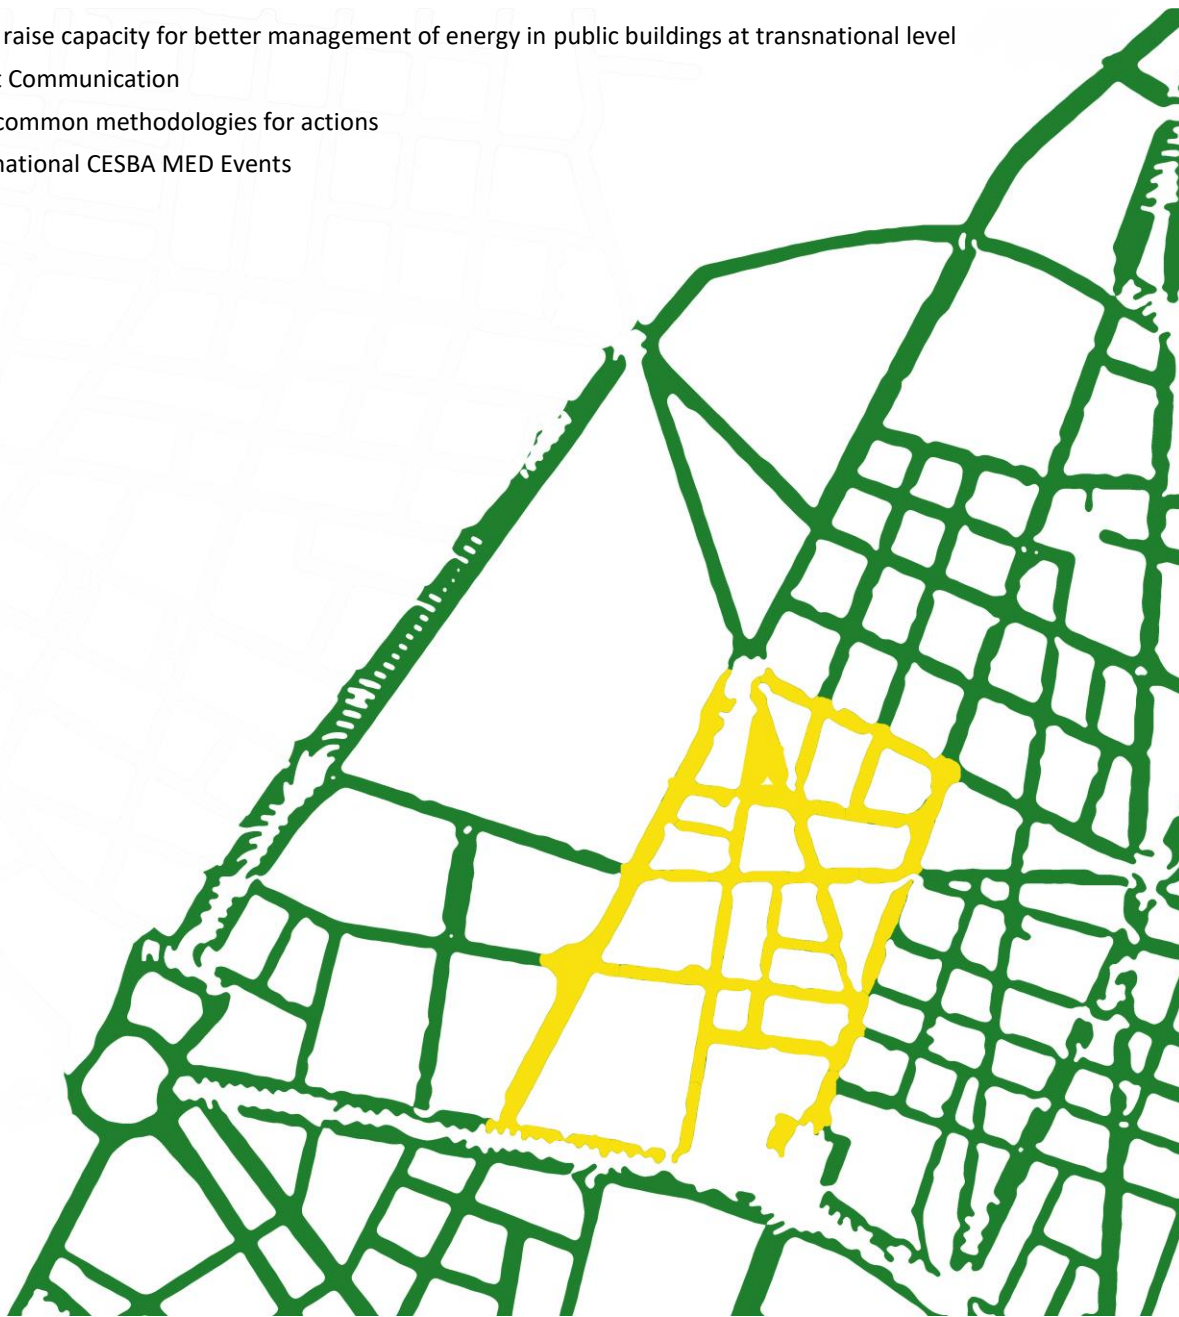 raise capacity for better management of energy in public buildings at transnational level
Communication
common methodologies for actions
national CESBA MED Events